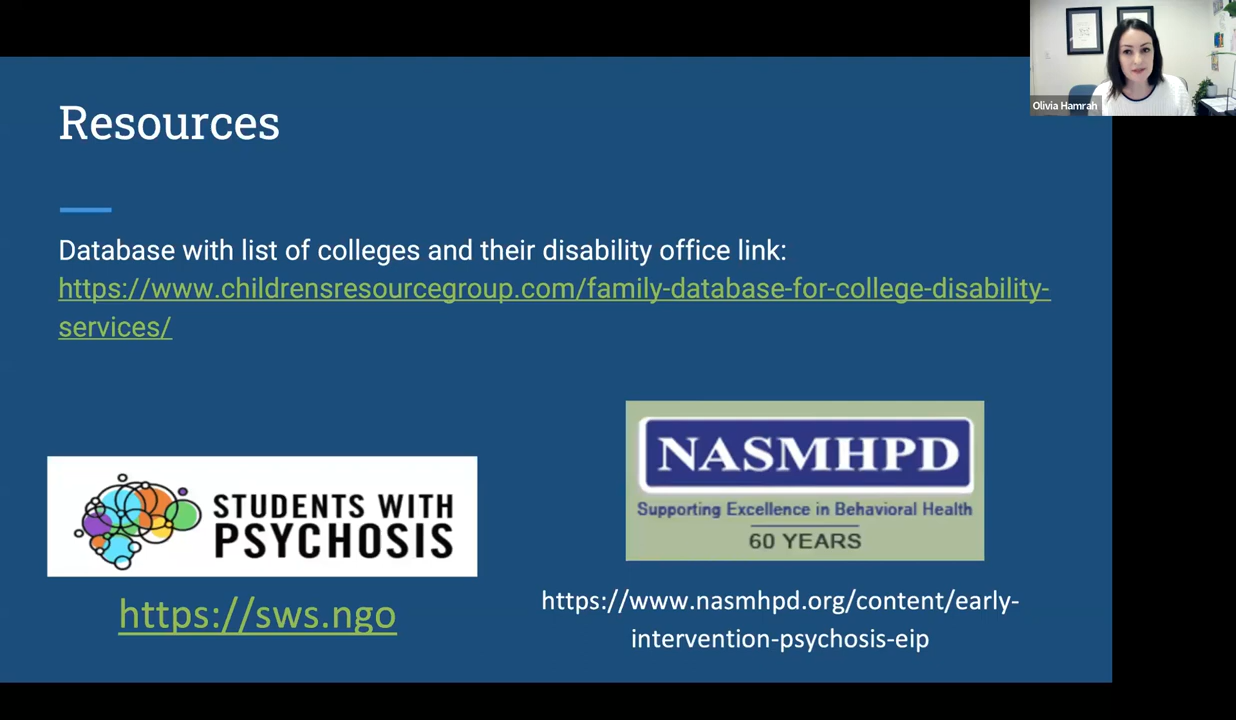 Olivia Hamrah
Resources
Database with list of colleges and their disability office link:
https://www.childrensresourcegroup.com/family-database-for-college-disability-
services/
STUDENTS WITH
PSYCHOSIS
https://sws.ngo
NASMHPD
Supporting Excellence in Behavioral Health
60 YEARS
https://www.nasmhpd.org/content/early-
intervention-psychosis-eip